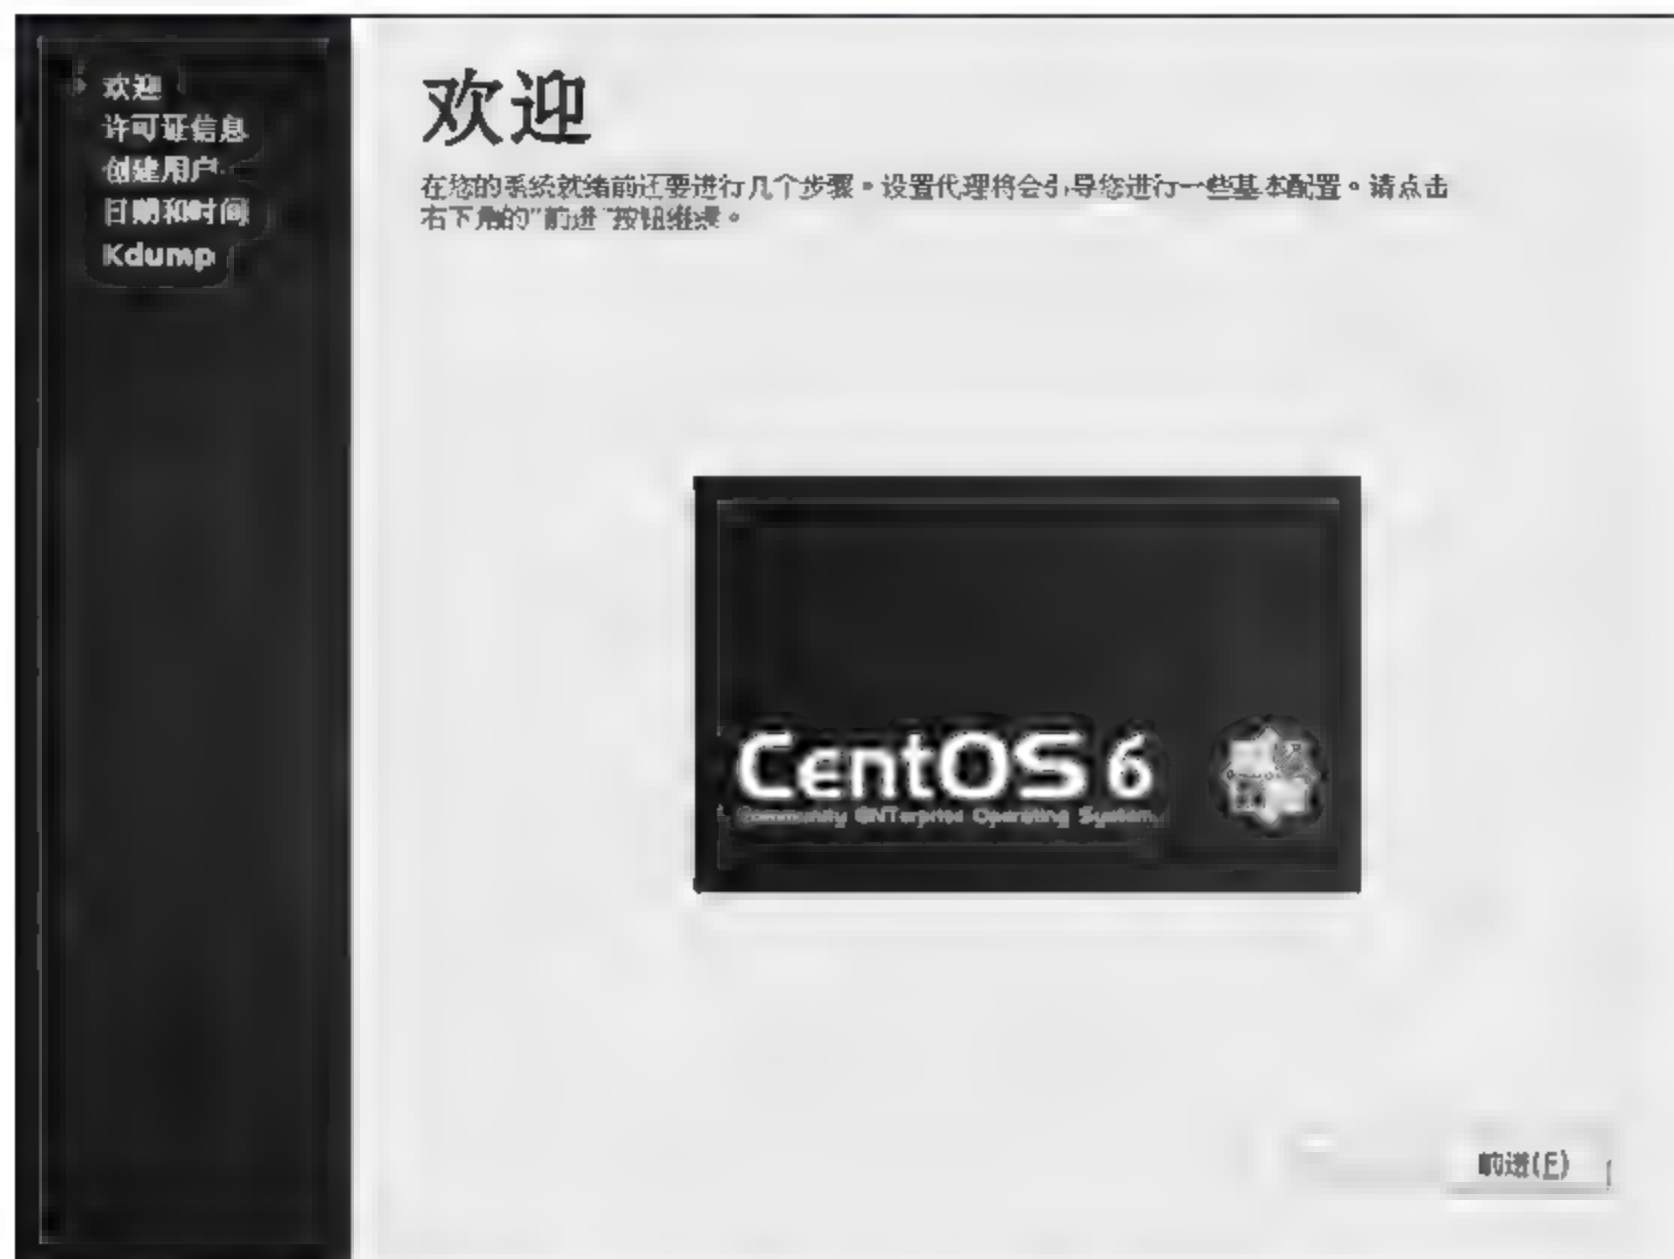 欢迎
许可证信息
创建用户
日期和时间
Kdump
欢迎
在您的系统就绪前还要进行几个步骤。设置代理将会引导您进行一些基本配置。请点击
右下角的"前进"按钮继续。
CentOS 6
Community ENTerprise Operating System
前进(F)